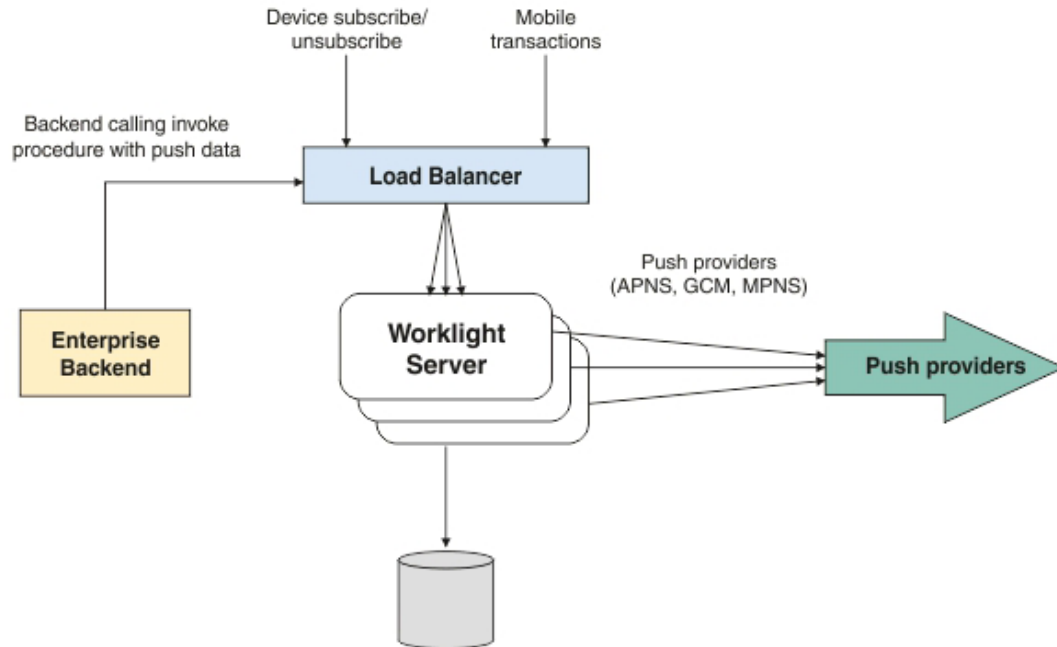 Device subscribe/
unsubscribe
Mobile
transactions
Backend calling invoke
procedure with push data
Load Balancer
Push providers
(APNS, GCM, MPNS)
Enterprise
Backend
Worklight
Server
Push providers